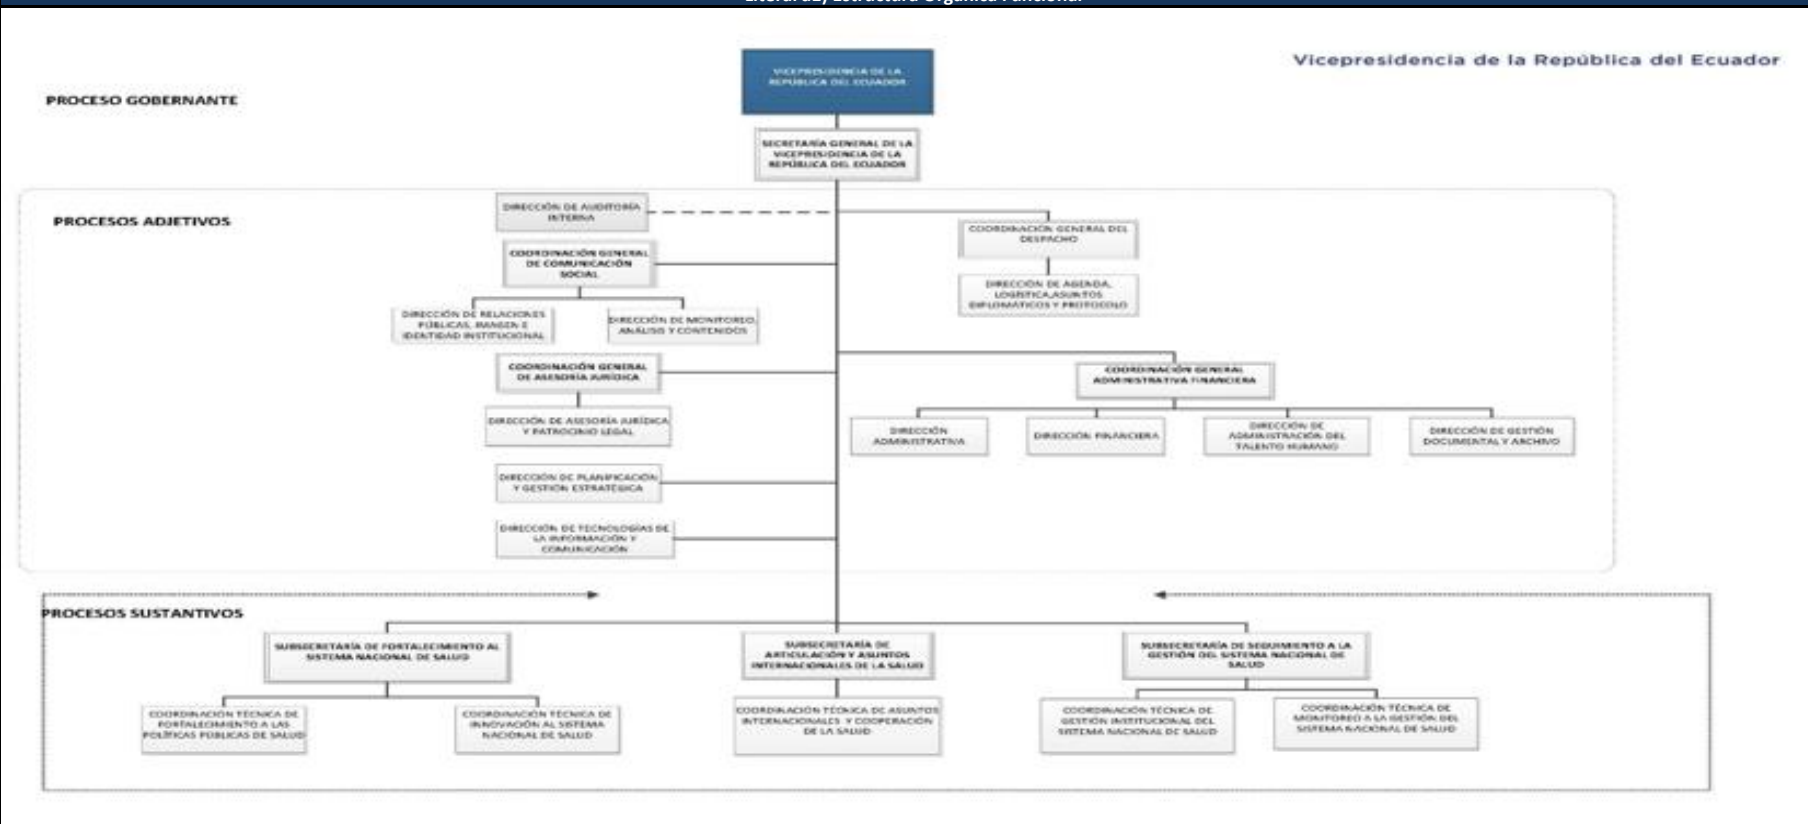 Literal a1) Estructura Orgánica Funcional
Vicepresidencia de la República del Ecuador
VICEPRESIDENCIA DE LA
REPÚBLICA DEL ECUADOR
PROCESO GOBERNANTE
SECRETARÍA GENERAL DE LA
VICEPRESIDENCIA DE LA
REPÚBLICA DEL ECUADOR
PROCESOS ADJETIVOS
DIRECCIÓN DE AUDITORÍA
INTERNA
COORDINACIÓN GENERAL DEL
DESPACHO
COORDINACIÓN GENERAL
DE COMUNICACIÓN
SOCIAL
DIRECCIÓN DE AGENDA,
LOGÍSTICA,ASUNTOS
DIPLOMÁTICOS Y PROTOCOLO
DIRECCIÓN DE RELACIONES
PÚBLICAS, IMAGEN E
IDENTIDAD INSTITUCIONAL
DIRECCIÓN DE MONITOREO,
ANÁLISIS Y CONTENIDOS
COORDINACIÓN GENERAL
DE ASESORÍA JURÍDICA
COORDINACIÓN GENERAL
ADMINISTRATIVA FINANCIERA
DIRECCIÓN DE ASESORÍA JURÍDICA
Y PATROCINIO LEGAL
DIRECCIÓN
ADMINISTRATIVA
DIRECCIÓN FINANCIERA
DIRECCIÓN DE
ADMINISTRACIÓN DEL
TALENTO HUMANO
DIRECCIÓN DE GESTIÓN
DOCUMENTAL Y ARCHIVO
DIRECCIÓN DE PLANIFICACIÓN
Y GESTIÓN ESTRATÉGICA
DIRECCIÓN DE TECNOLOGÍAS DE
LA INFORMACIÓN Y
COMUNICACIÓN
PROCESOS SUSTANTIVOS
SUBSECRETARÍA DE FORTALECIMIENTO AL
SISTEMA NACIONAL DE SALUD
SUBSECRETARÍA DE
ARTICULACIÓN Y ASUNTOS
INTERNACIONALES DE LA SALUD
SUBSECRETARÍA DE SEGUIMIENTO A LA
GESTIÓN DEL SISTEMA NACIONAL DE
SALUD
COORDINACIÓN TÉCNICA DE
FORTALECIMIENTO A LAS
POLÍTICAS PÚBLICAS DE SALUD
COORDINACIÓN TÉCNICA DE
INNOVACIÓN AL SISTEMA
NACIONAL DE SALUD
COORDINACIÓN TÉCNICA DE ASUNTOS
INTERNACIONALES Y COOPERACIÓN
DE LA SALUD
COORDINACIÓN TÉCNICA DE
GESTIÓN INSTITUCIONAL DEL
SISTEMA NACIONAL DE SALUD
COORDINACIÓN TÉCNICA DE
MONITOREO A LA GESTIÓN DEL
SISTEMA NACIONAL DE SALUD